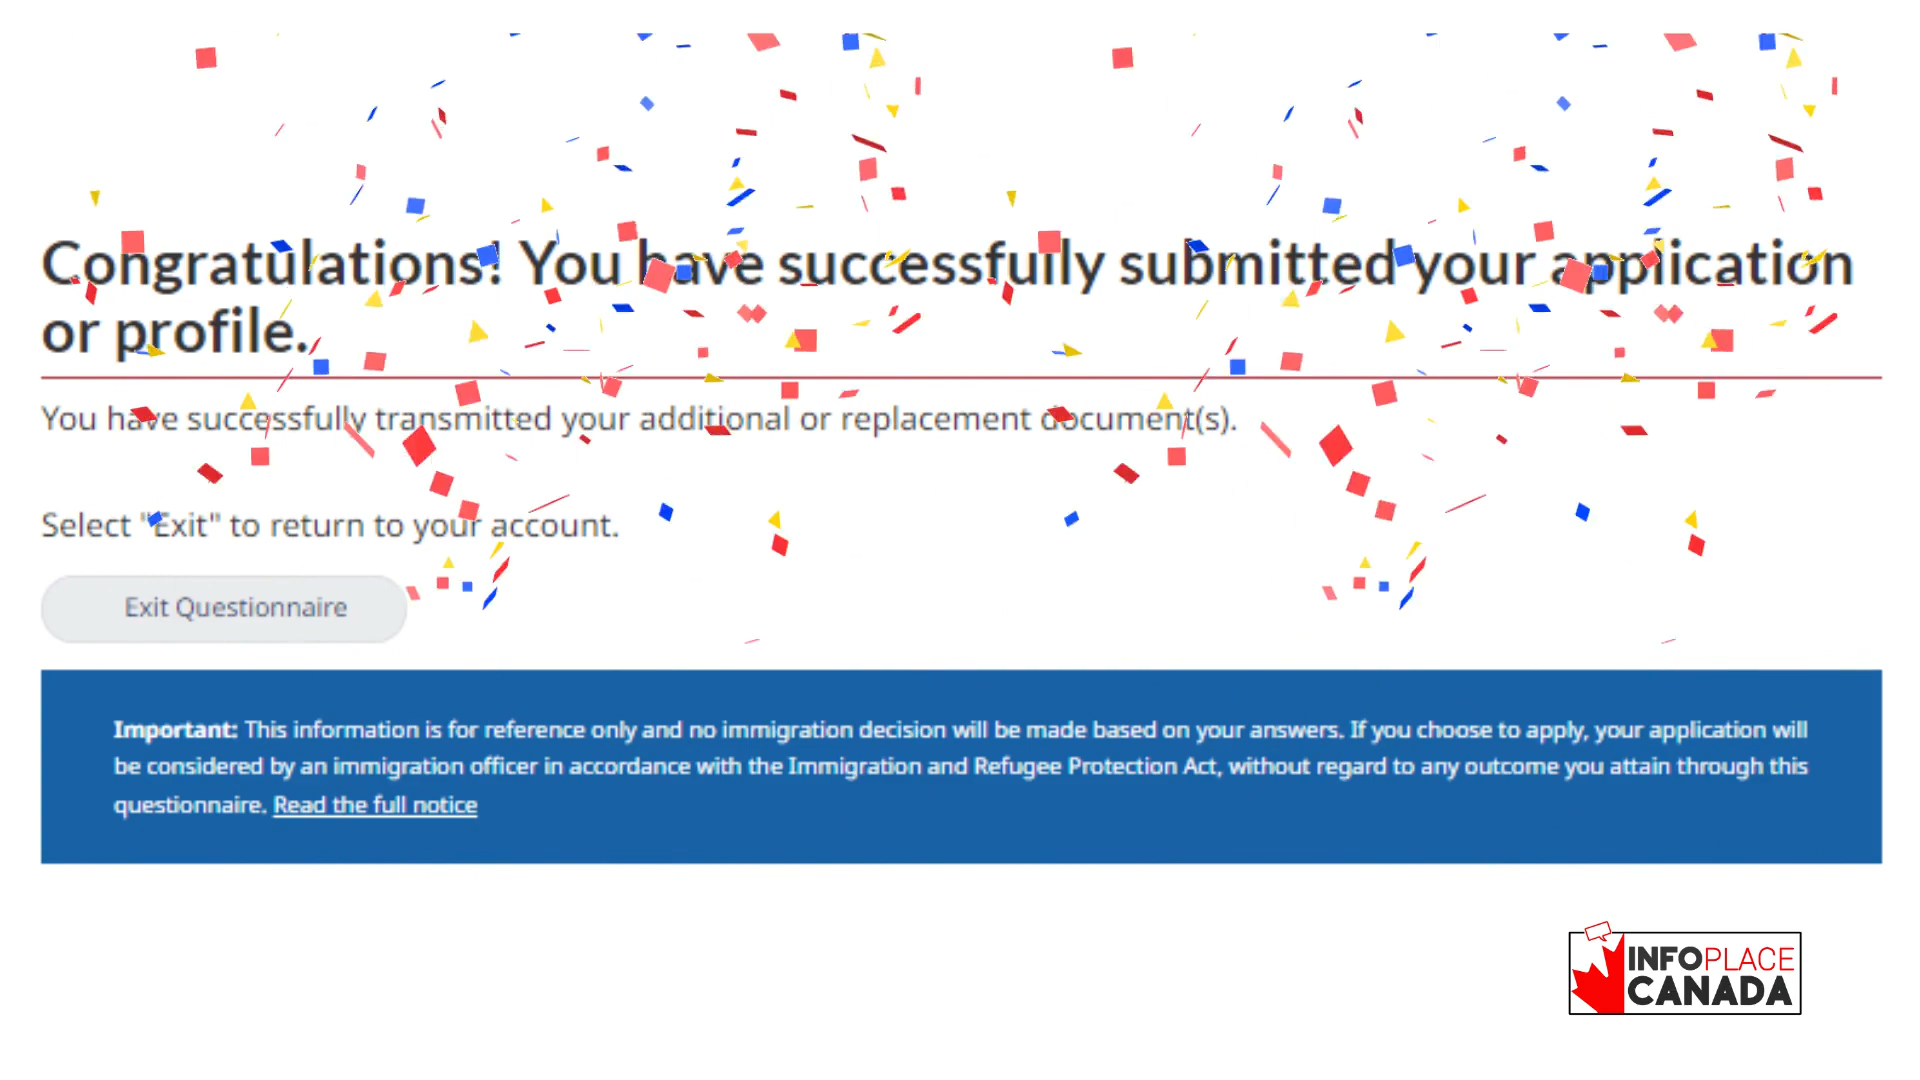 Congratulations! You have successfully submitted your application
or profile.
You have successfully transmitted your additional or replacement document(s).
Select "Exit" to return to your account.
Exit Questionnaire
Important: This information is for reference only and no immigration decision will be made based on your answers. If you choose to apply, your application will
be considered by an immigration officer in accordance with the Immigration and Refugee Protection Act, without regard to any outcome you attain through this
questionnaire. Read the full notice
INFOPLACE
CANADA